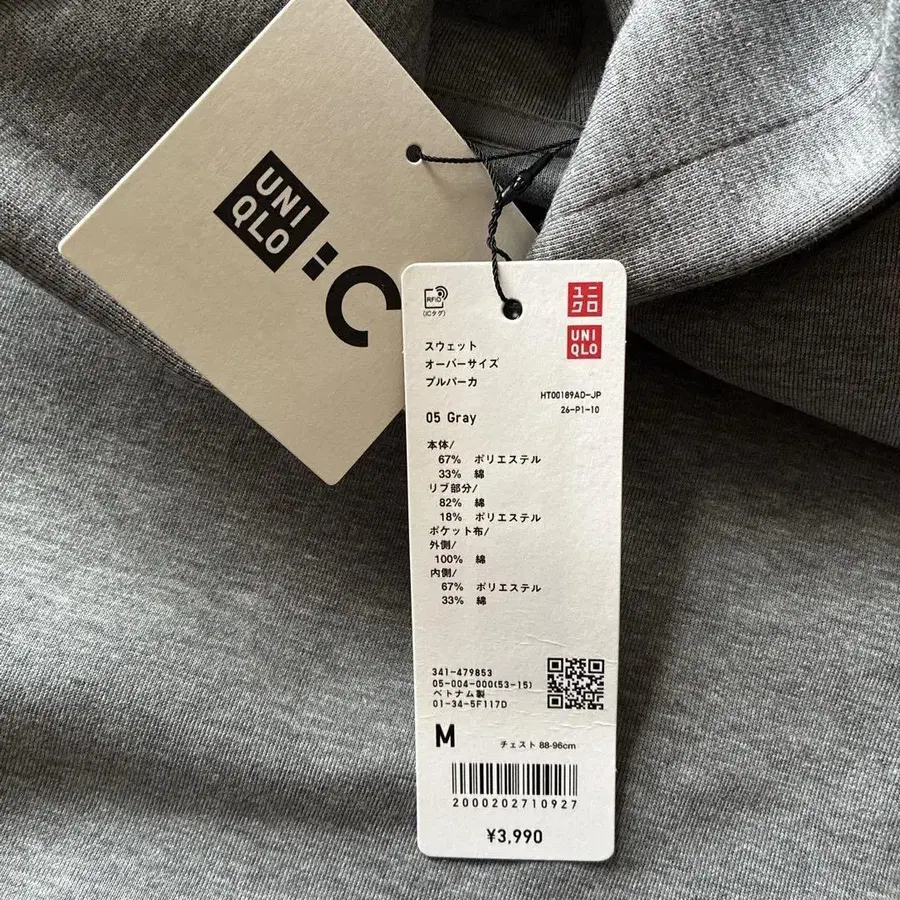 UNI
QLO
:C
RFID
(ICタグ)
ユニ
クロ
UNI
QLO
スウェット
オーバーサイズ
プルパーカ
HT00189AD-JP
26-P1-10
05 Gray
本体/
67% ポリエステル
33% 綿
リブ部分/
82% 綿
18% ポリエステル
ポケット布/
外側/
100% 綿
内側/
67% ポリエステル
33% 綿
341-479853
05-004-000(53-15)
ベトナム製
01-34-5F117D
M チェスト 88-96cm
2000202710927
¥3,990